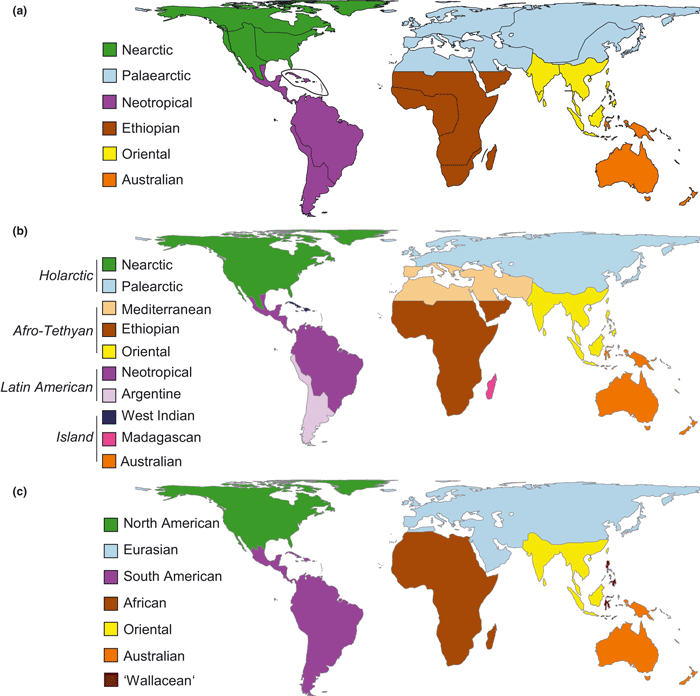 (a)
Nearctic
Palaearctic
Neotropical
Ethiopian
Oriental
Australian
(b)
Holarctic
Nearctic
Palearctic
Mediterranean
Afro-Tethyan
Ethiopian
Oriental
Latin American
Neotropical
Argentine
West Indian
Island
Madagascan
Australian
(c)
North American
Eurasian
South American
African
Oriental
Australian
‘Wallacean‘